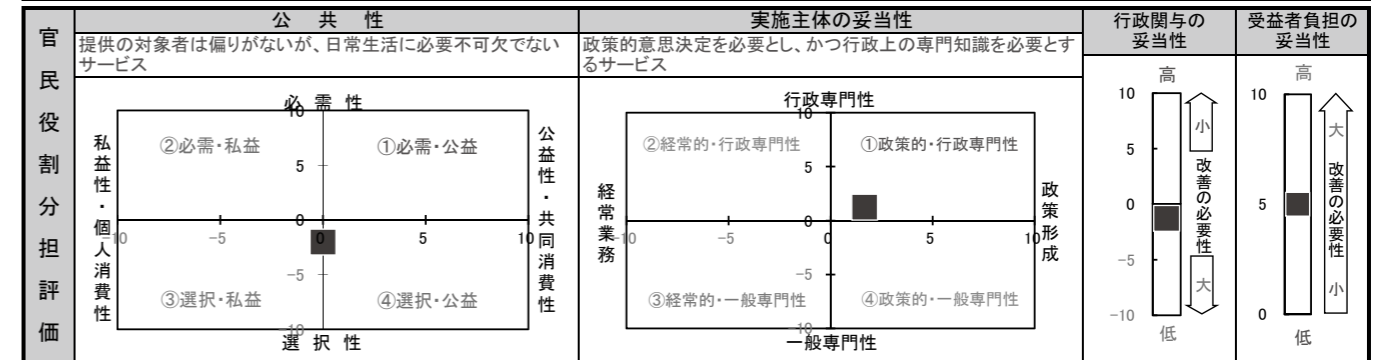 官民役割分担評価
公共性
実施主体の妥当性
行政関与の
妥当性
受益者負担の
妥当性
提供の対象者は偏りがないが、日常生活に必要不可欠でない
サービス
政策的意思決定を必要とし、かつ行政上の専門知識を必要とす
るサービス
必需性
10
②必需・私益
①必需・公益
5
私益性・個人消費性
公益性・共同消費性
0
-10
-5
0
5
10
-5
③選択・私益
④選択・公益
-10
選択性
行政専門性
10
②経常的・行政専門性
①政策的・行政専門性
5
経常業務
政策形成
0
-10
-5
0
5
10
-5
③経常的・一般専門性
④政策的・一般専門性
-10
一般専門性
高
10
小
5
改善の必要性
0
-5
大
-10
低
高
10
大
改善の必要性
5
小
0
低